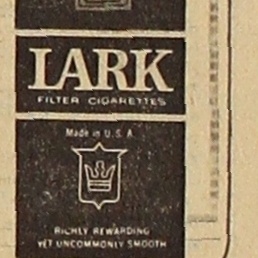 LARK
FILTER CIGARETTES
Made in U. S. A.
RICHLY REWARDING
YET UNCOMMONLY SMOOTH